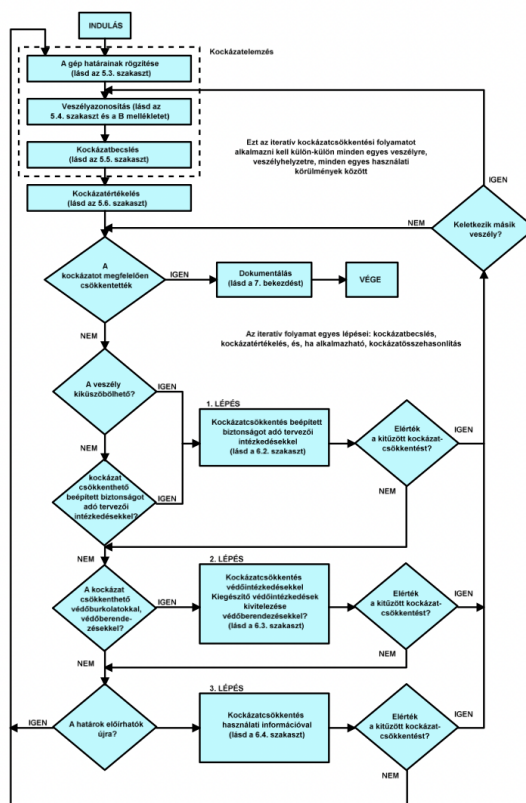 INDULÁS
Kockázatelemzés
A gép határainak rögzítése
(lásd az 5.3. szakaszt)
Veszélyazonosítás (lásd az
5.4. szakaszt és a B mellékletet)
Kockázatbecslés
(lásd az 5.5. szakaszt)
Ezt az iteratív kockázatcsökkentési folyamatot
alkalmazni kell külön-külön minden egyes veszélyre,
veszélyhelyzetre, minden egyes használati
körülmények között
IGEN
Kockázatértékelés
(lásd az 5.6. szakaszt)
NEM
Keletkezik másik
veszély?
A
kockázatot megfelelően
csökkentették
IGEN
Dokumentálás
(lásd a 7. bekezdést)
VÉGE
NEM
Az iteratív folyamat egyes lépései: kockázatbecslés,
kockázatértékelés, és, ha alkalmazható, kockázatösszehasonlítás
A veszély
kiküszöbölhető?
IGEN
1. LÉPÉS
Kockázatcsökkentés beépített
biztonságot adó tervezői
intézkedésekkel
(lásd a 6.2. szakaszt)
Elérték
a kitűzött kockázat-
csökkentést?
IGEN
NEM
kockázat
csökkenthető
beépített biztonságot
adó tervezői
intézkedésekkel?
IGEN
NEM
NEM
2. LÉPÉS
A kockázat
csökkenthető
védőburkolatokkal,
védőberende-
zésekkel?
IGEN
Kockázatcsökkentés
védőintézkedésekkel
Kiegészítő védőintézkedések
kivitelezése
védőberendezésekkel?
(lásd a 6.3. szakaszt)
Elérték
a kitűzött kockázat-
csökkentést?
IGEN
NEM
NEM
3. LÉPÉS
IGEN
A határok előírhatók
újra?
Kockázatcsökkentés
használati információval
(lásd a 6.4. szakaszt)
Elérték
a kitűzött kockázat-
csökkentést?
IGEN
NEM